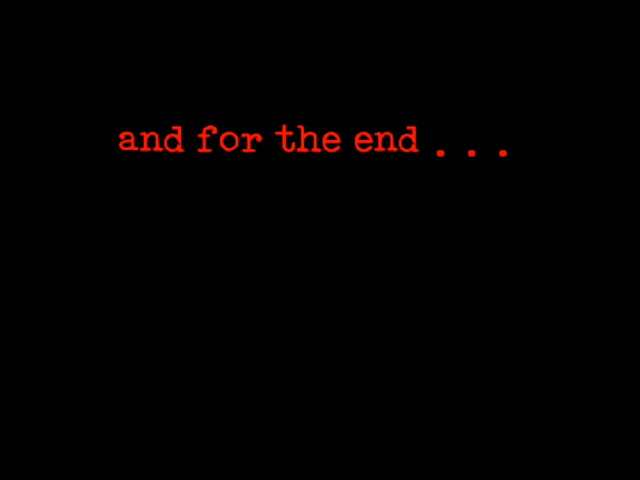 and for the end . . .